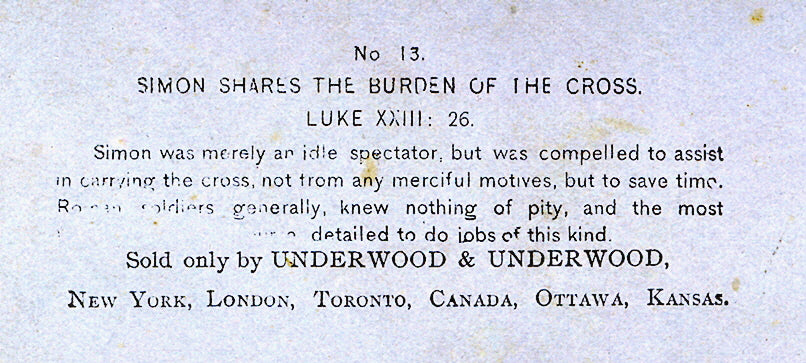 No 13.
SIMON SHARES THE BURDEN OF THE CROSS.
LUKE XXIII: 26.
Simon was merely an idle spectator, but was compelled to assist
in carrying the cross, not from any merciful motives, but to save time.
Roman soldiers generally, knew nothing of pity, and the most
detailed to do jobs of this kind.
Sold only by UNDERWOOD & UNDERWOOD,
NEW YORK, LONDON, TORONTO, CANADA, OTTAWA, KANSAS.